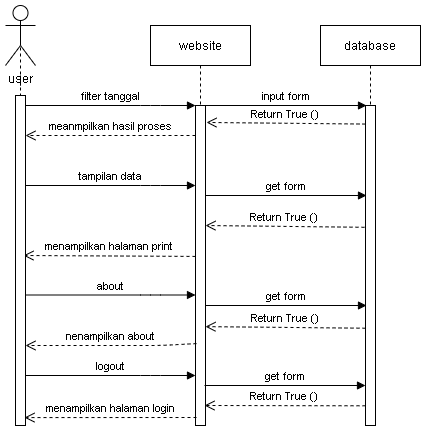 user
website
database
filter tanggal
input form
Return True ()
meanmpilkan hasil proses
tampilan data
get form
Return True ()
menampilkan halaman print
about
get form
Return True ()
nenampilkan about
logout
get form
Return True ()
menampilkan halaman login